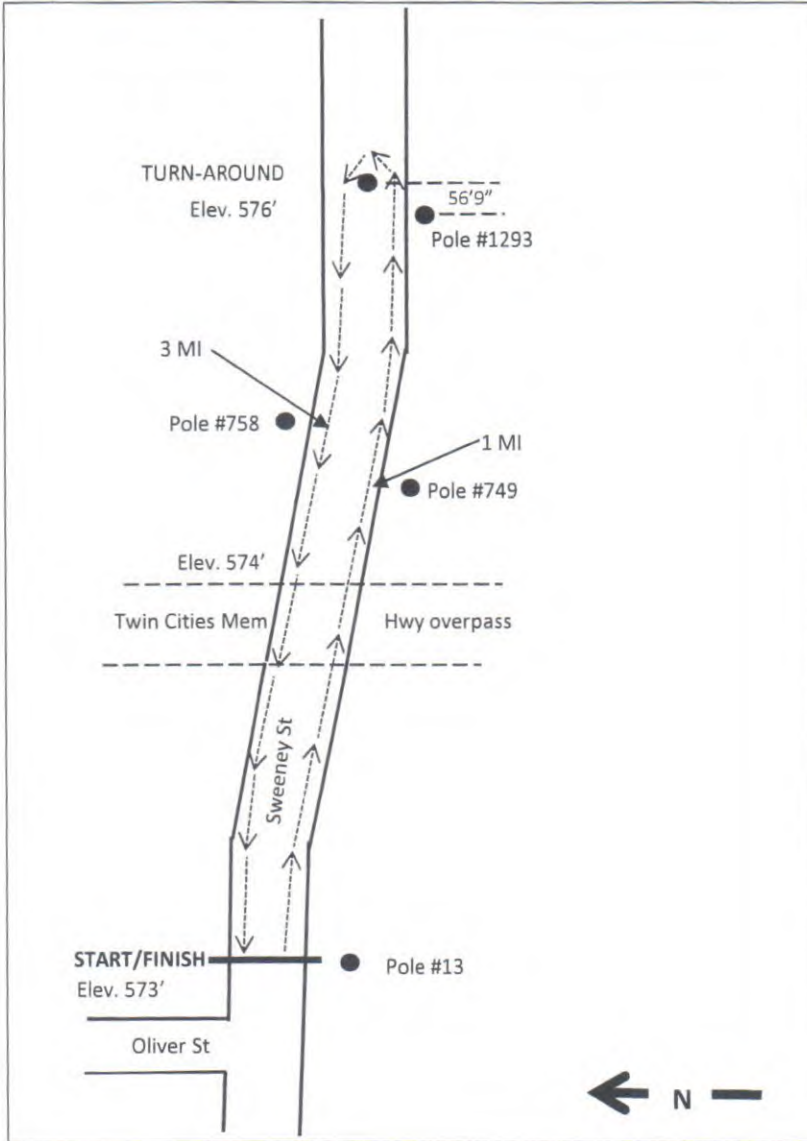 TURN-AROUND
Elev. 576'
56'9"
Pole #1293
3 MI
Pole #758
1 MI
Pole #749
Elev. 574'
Twin Cities Mem Hwy overpass
Sweeney St
START/FINISH
Pole #13
Elev. 573'
Oliver St
N